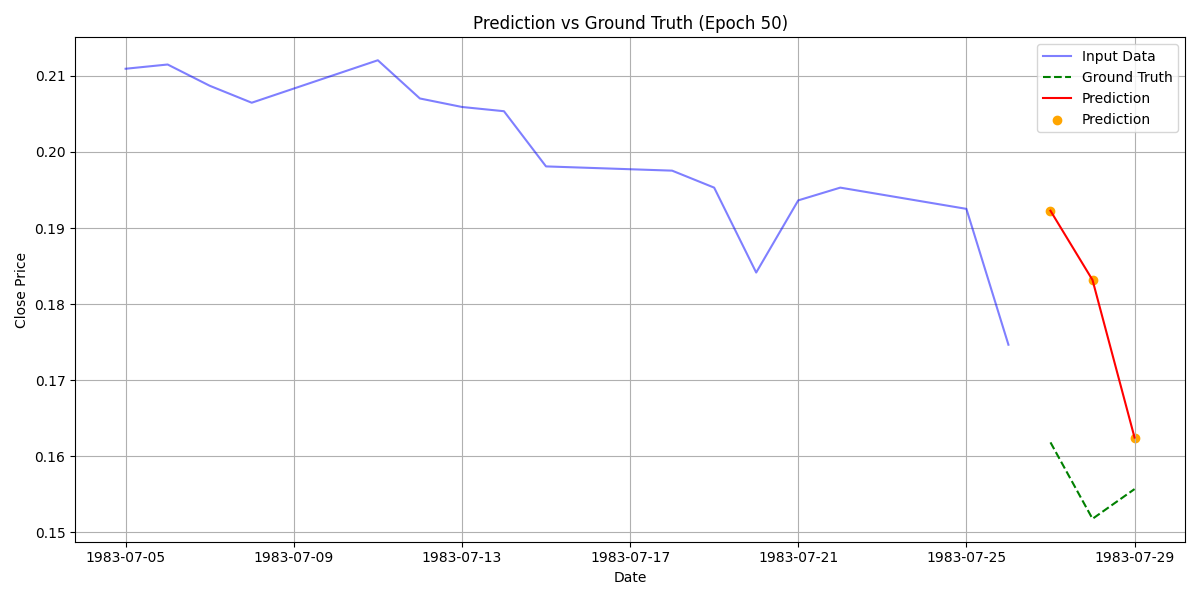 Prediction vs Ground Truth (Epoch 50)
Input Data
Ground Truth
Prediction
Prediction
Close Price
0.21
0.20
0.19
0.18
0.17
0.16
0.15
1983-07-05
1983-07-09
1983-07-13
1983-07-17
1983-07-21
1983-07-25
1983-07-29
Date